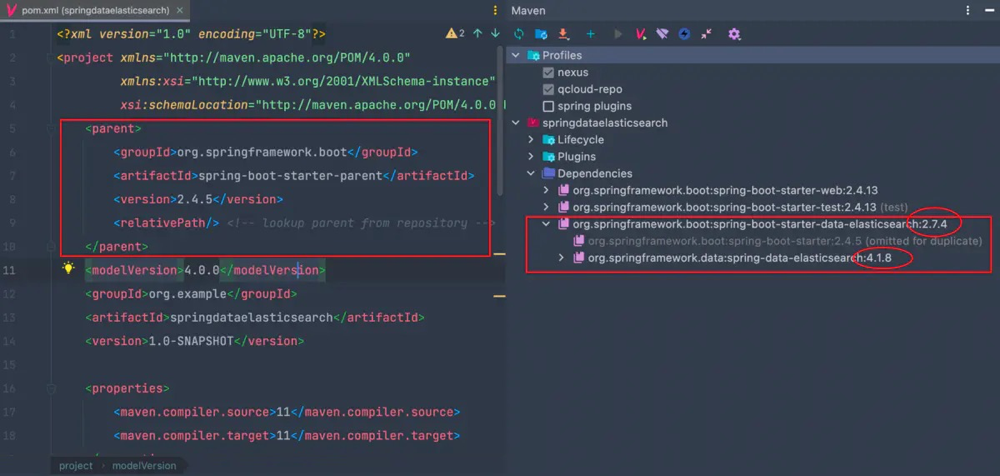 pom.xml (springdataelasticsearch)
Maven
1 <?xml version="1.0" encoding="UTF-8"?>
2
2 <project xmlns="http://maven.apache.org/POM/4.0.0"
3 xmlns:xsi="http://www.w3.org/2001/XMLSchema-instance"
4 xsi:schemaLocation="http://maven.apache.org/POM/4.0.0
5 <parent>
6 <groupId>org.springframework.boot</groupId>
7 <artifactId>spring-boot-starter-parent</artifactId>
8 <version>2.4.5</version>
9 <relativePath/> <!-- lookup parent from repository -->
10 </parent>
11 <modelVersion>4.0.0</modelVersion>
12 <groupId>org.example</groupId>
13 <artifactId>springdataelasticsearch</artifactId>
14 <version>1.0-SNAPSHOT</version>
15
16 <properties>
17 <maven.compiler.source>11</maven.compiler.source>
18 <maven.compiler.target>11</maven.compiler.target>
project > modelVersion
Profiles
nexus
qcloud-repo
spring plugins
springdataelasticsearch
Lifecycle
Plugins
Dependencies
org.springframework.boot:spring-boot-starter-web:2.4.13
org.springframework.boot:spring-boot-starter-test:2.4.13 (test)
org.springframework.boot:spring-boot-starter-data-elasticsearch:2.7.4
org.springframework.boot:spring-boot-starter:2.4.5 (omitted for duplicate)
org.springframework.data:spring-data-elasticsearch:4.1.8